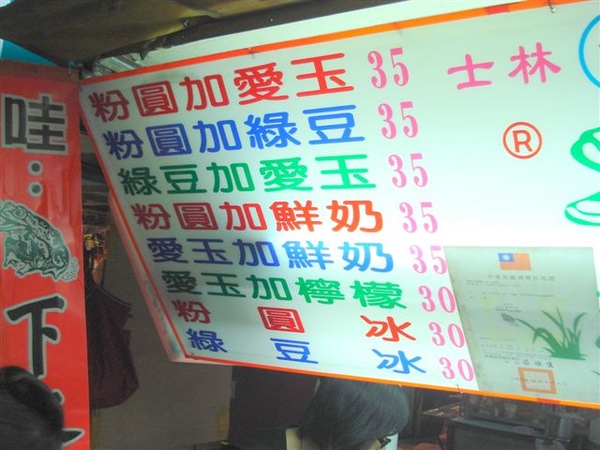 哇
下
粉圓加愛玉 35
粉圓加綠豆 35
綠豆加愛玉 35
粉圓加鮮奶 35
愛玉加鮮奶 35
愛玉加檸檬 30
粉圓冰 30
綠豆冰 30
士林
®